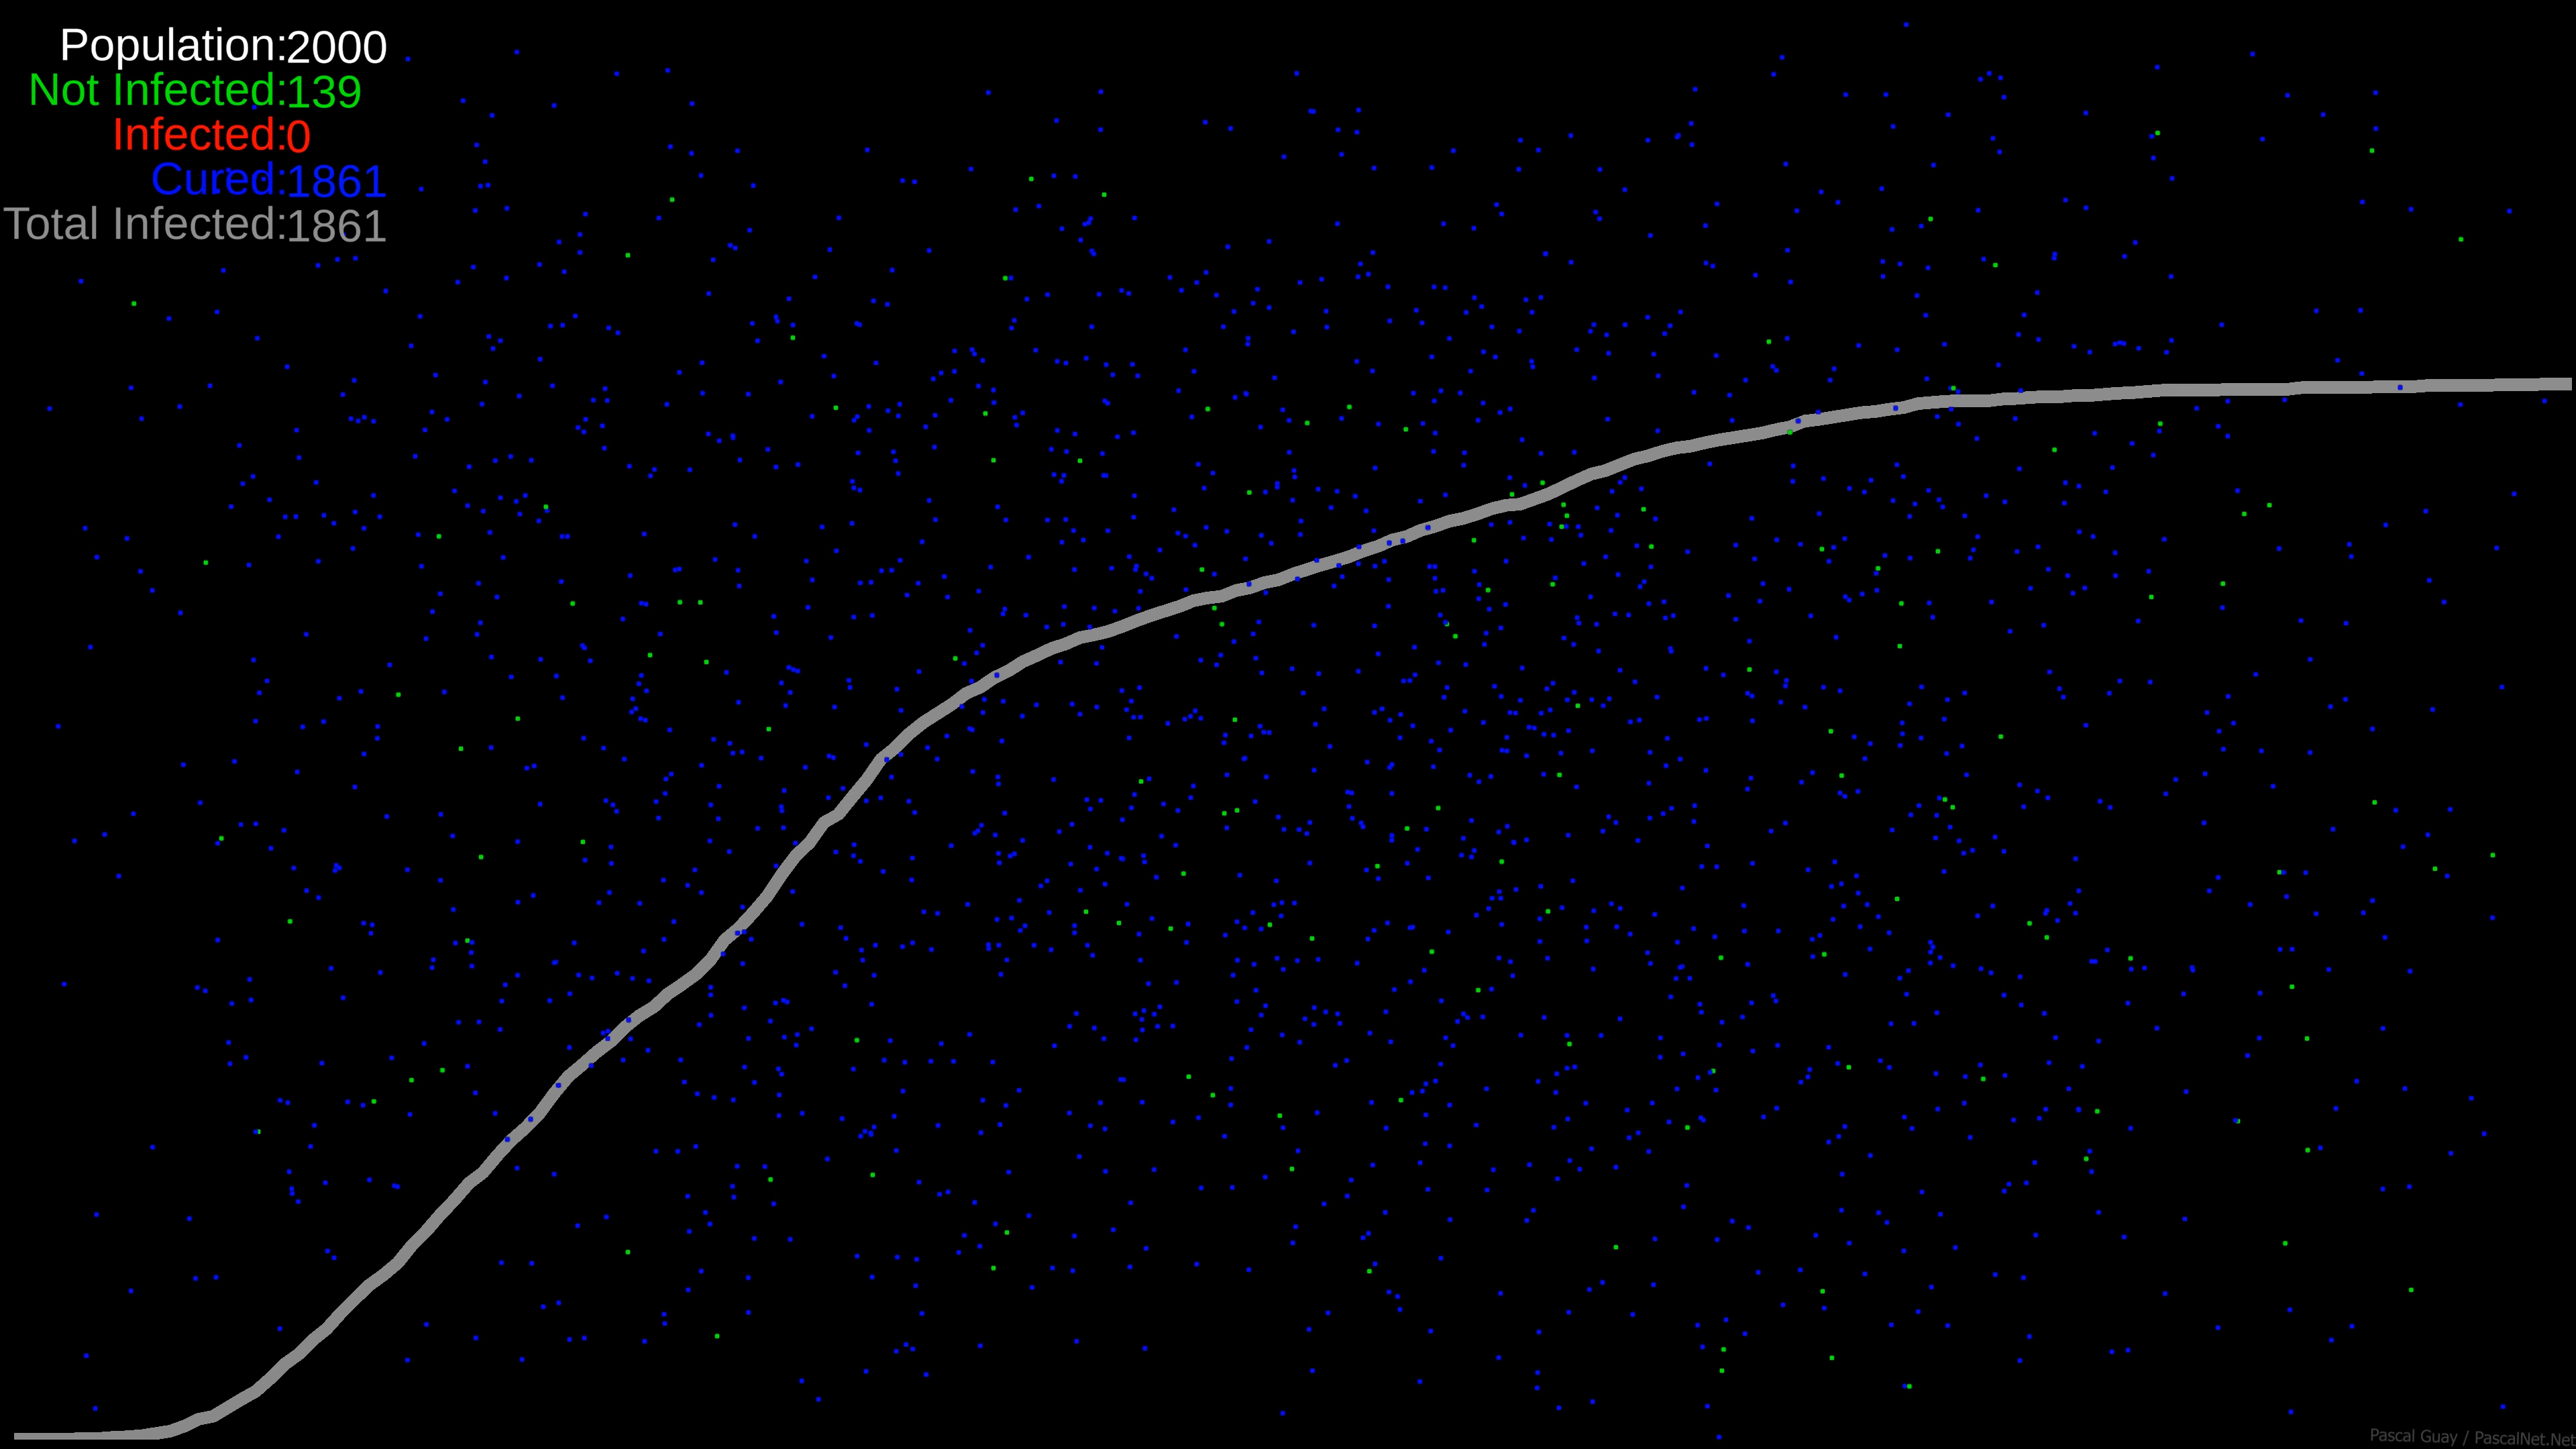 Population:2000
Not Infected:139
Infected:0
Cured:1861
Total Infected:1861
Pascal Guay / PascalNet.Net